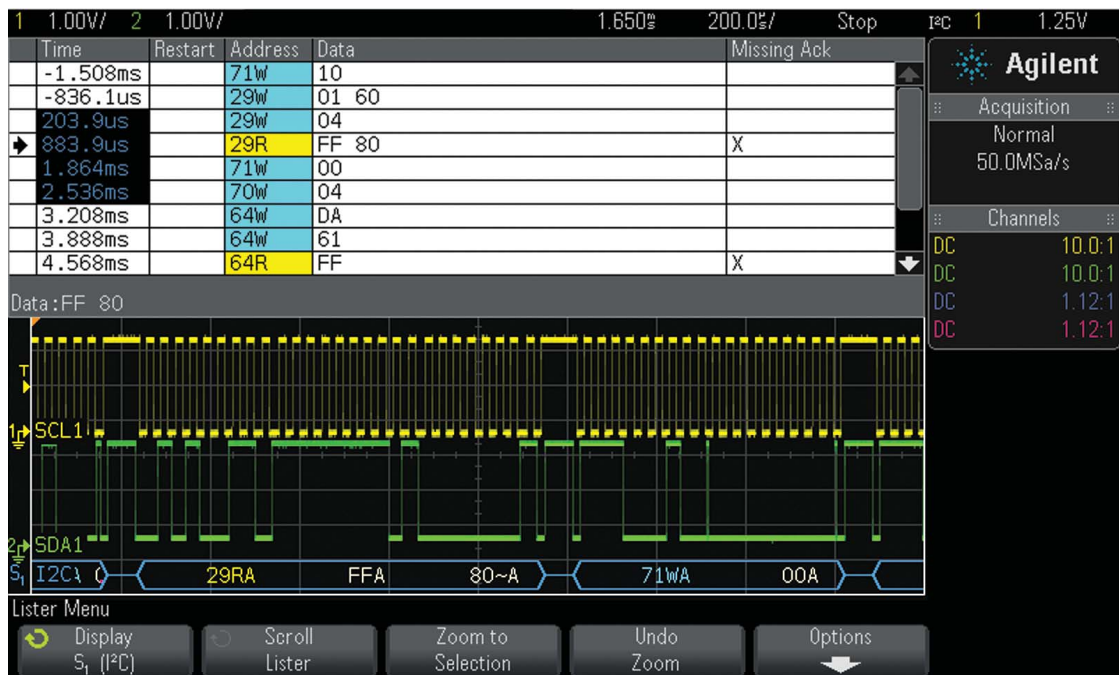 1 1.00V/ 2 1.00V/ 1.650ms 200.0s/ Stop I²C 1 1.25V
Time Restart Address Data Missing Ack
-1.508ms 71W 10
-836.1us 29W 01 60
203.9us 29W 04
883.9us 29R FF 80 X
1.864ms 71W 00
2.536ms 70W 04
3.208ms 64W DA
3.888ms 64W 61
4.568ms 64R FF X
Data:FF 80
Agilent
Acquisition
Normal
50.0MSa/s
Channels
DC 10.0:1
DC 10.0:1
DC 1.12:1
DC 1.12:1
T
1 SCL1
2 SDA1
S1 I2C1 29RA FFA 80~A 71WA 00A
Lister Menu
Display
S1 (I²C)
Scroll
Lister
Zoom to
Selection
Undo
Zoom
Options